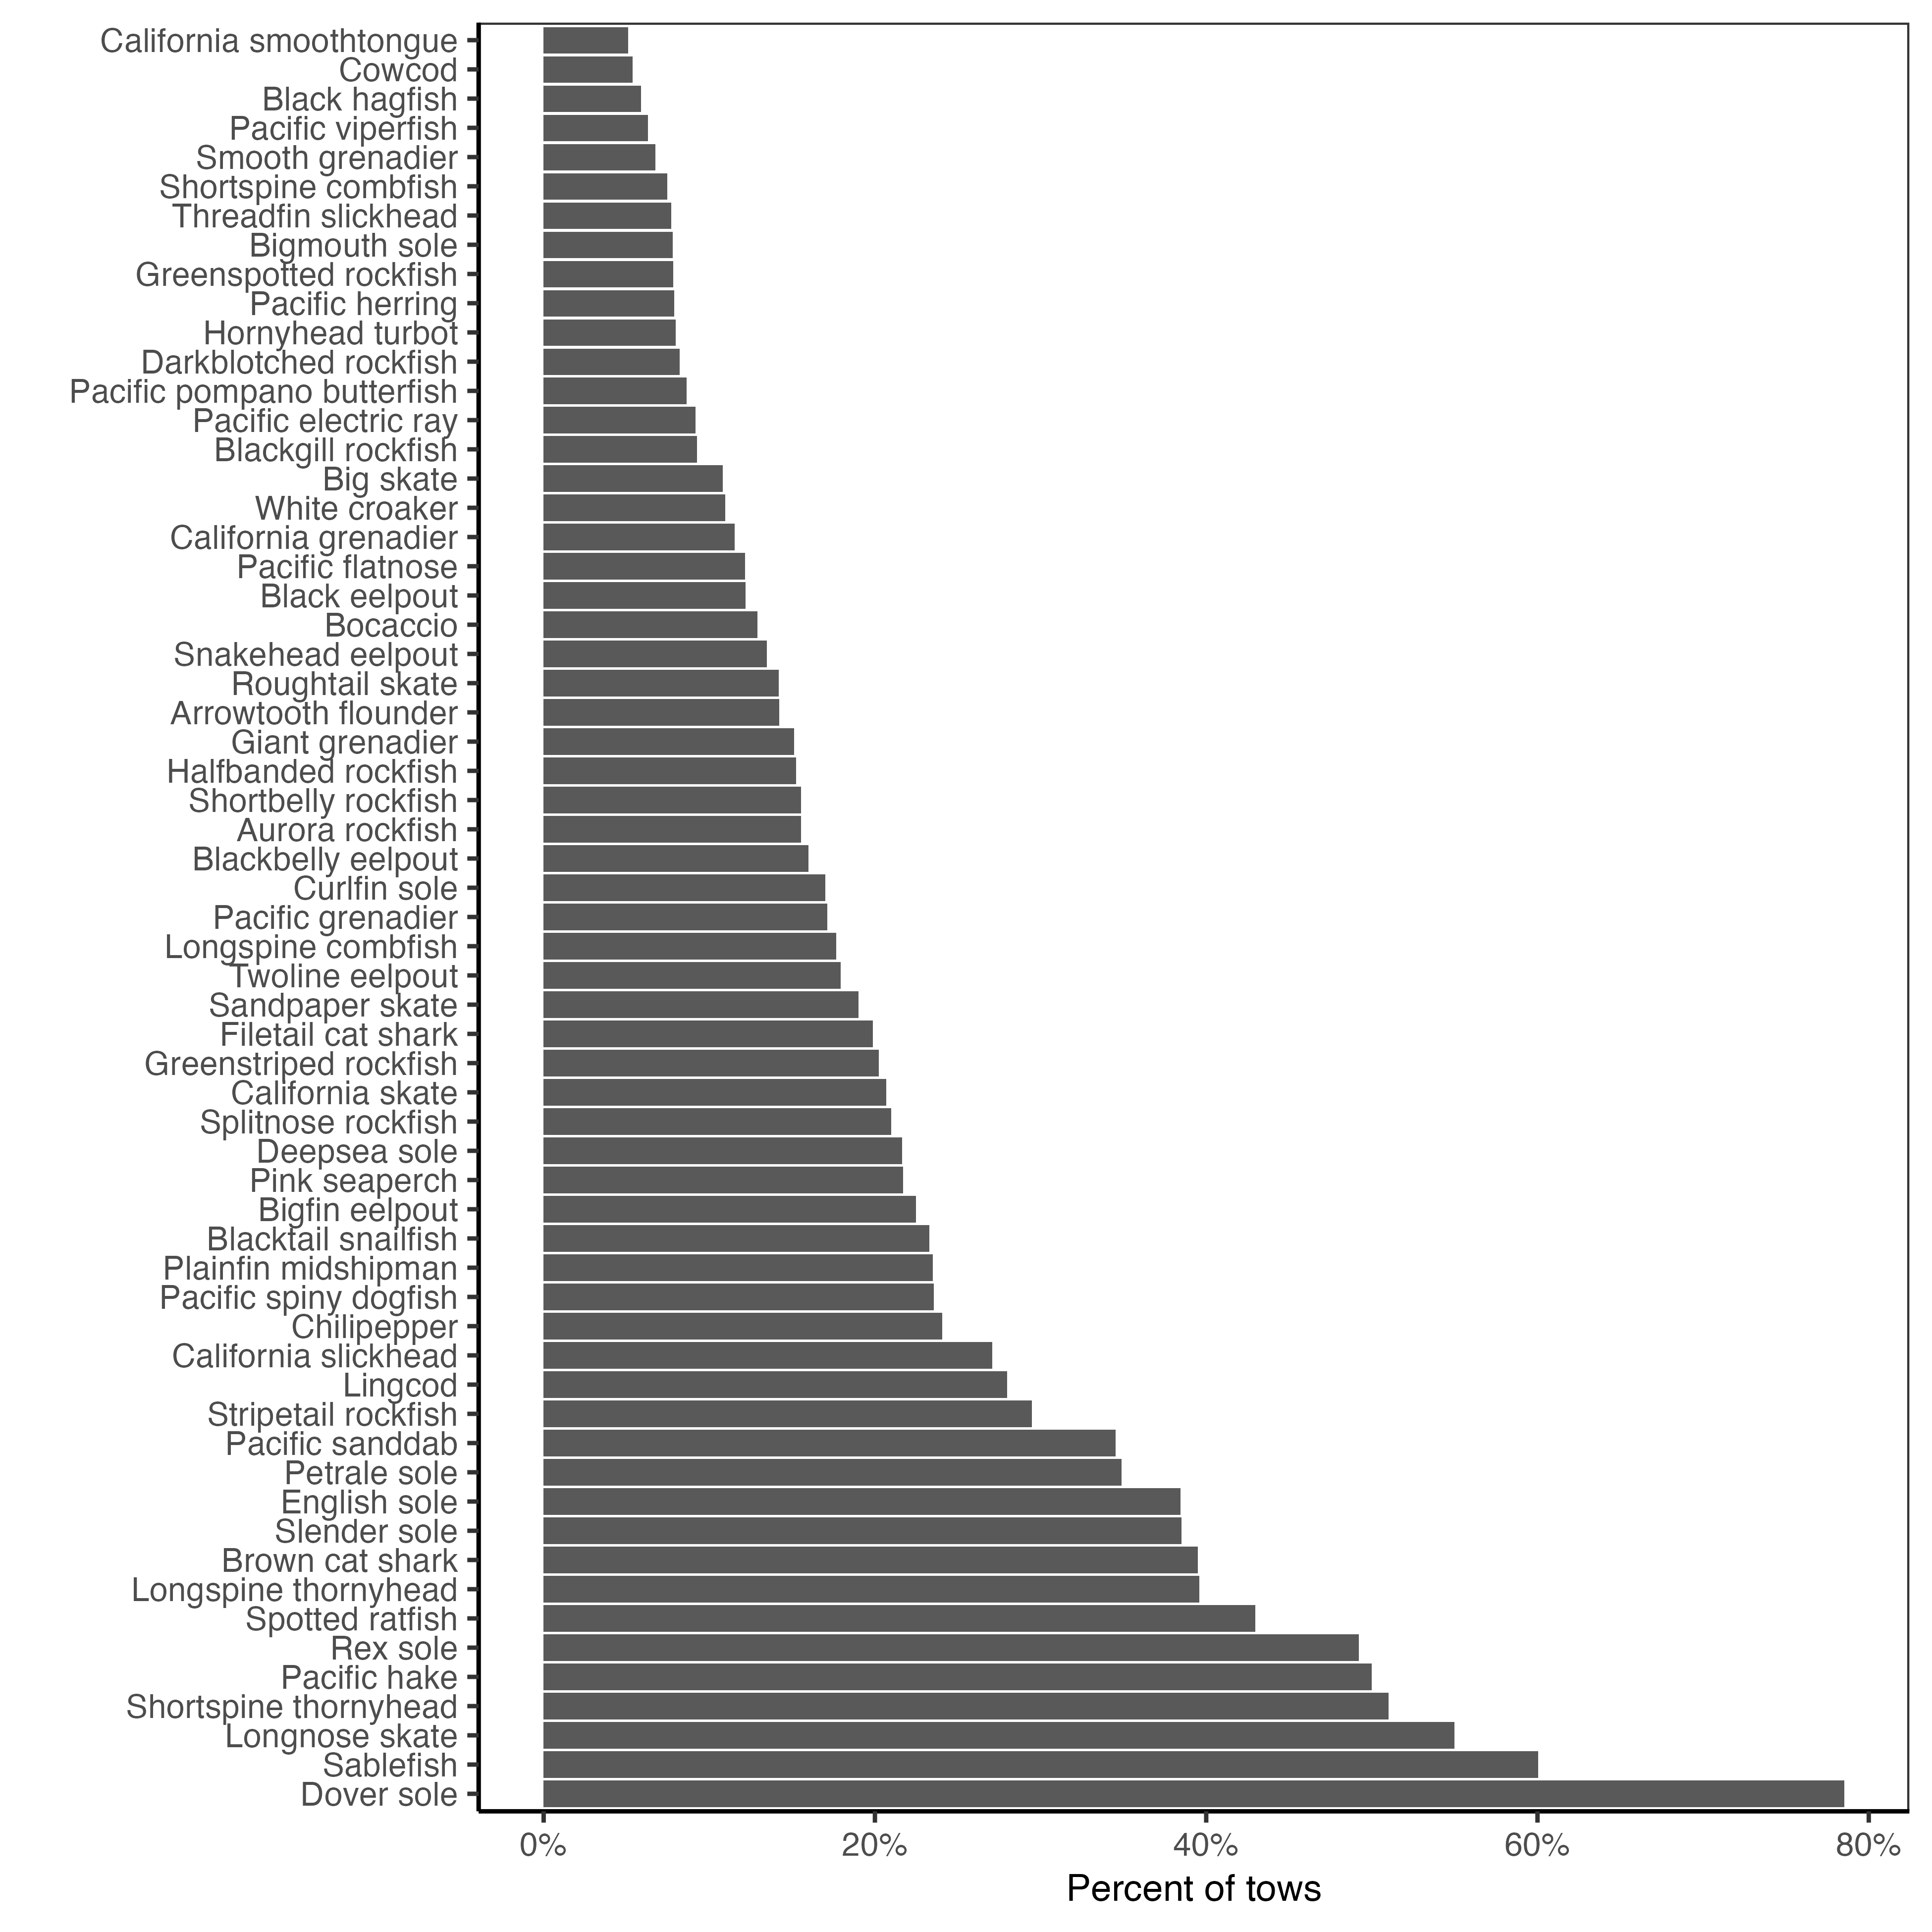 California smoothtongue
Cowcod
Black hagfish
Pacific viperfish
Smooth grenadier
Shortspine combfish
Threadfin slickhead
Bigmouth sole
Greenspotted rockfish
Pacific herring
Hornyhead turbot
Darkblotched rockfish
Pacific pompano butterfish
Pacific electric ray
Blackgill rockfish
Big skate
White croaker
California grenadier
Pacific flatnose
Black eelpout
Bocaccio
Snakehead eelpout
Roughtail skate
Arrowtooth flounder
Giant grenadier
Halfbanded rockfish
Shortbelly rockfish
Aurora rockfish
Blackbelly eelpout
Curlfin sole
Pacific grenadier
Longspine combfish
Twoline eelpout
Sandpaper skate
Filetail cat shark
Greenstriped rockfish
California skate
Splitnose rockfish
Deepsea sole
Pink seaperch
Bigfin eelpout
Blacktail snailfish
Plainfin midshipman
Pacific spiny dogfish
Chilipepper
California slickhead
Lingcod
Stripetail rockfish
Pacific sanddab
Petrale sole
English sole
Slender sole
Brown cat shark
Longspine thornyhead
Spotted ratfish
Rex sole
Pacific hake
Shortspine thornyhead
Longnose skate
Sablefish
Dover sole
0% 20% 40% 60% 80%
Percent of tows